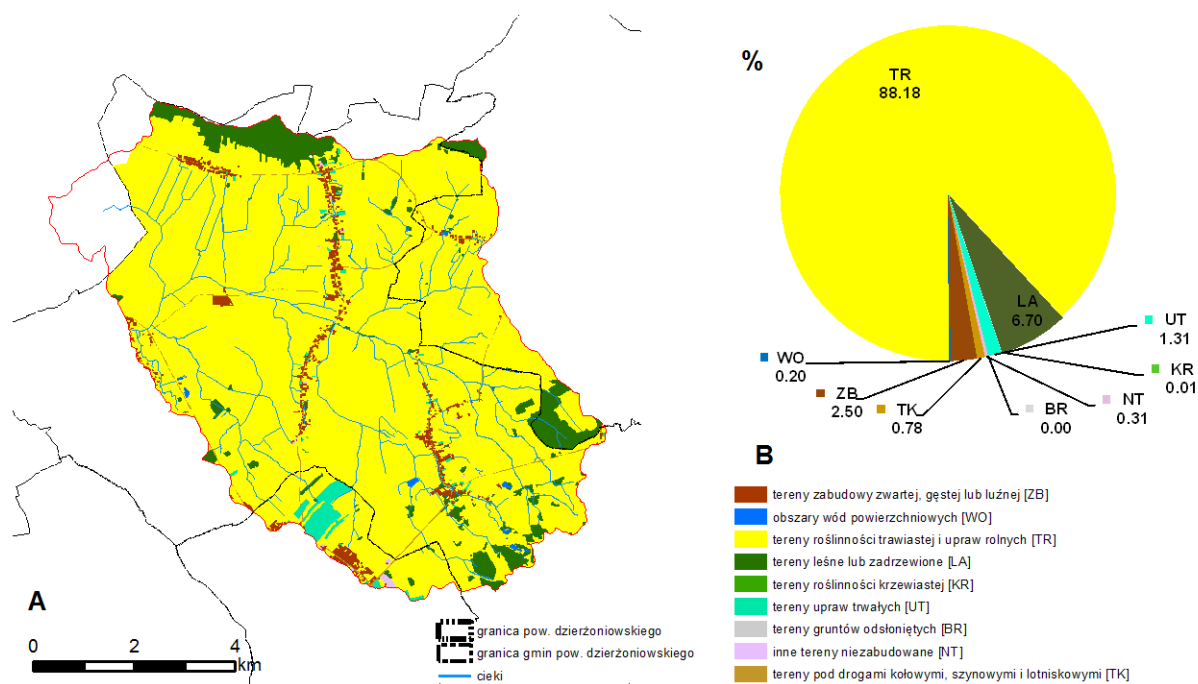 %
TR
88.18
LA
6.70
UT
1.31
KR
0.01
NT
0.31
BR
0.00
TK
0.78
ZB
2.50
WO
0.20
B
tereny zabudowy zwartej, gęstej lub luźnej [ZB]
obszary wód powierzchniowych [WO]
tereny roślinności trawiastej i upraw rolnych [TR]
tereny leśne lub zadrzewione [LA]
tereny roślinności krzewiastej [KR]
tereny upraw trwałych [UT]
tereny gruntów odsłoniętych [BR]
inne tereny niezabudowane [NT]
tereny pod drogami kołowymi, szynowymi i lotniskowymi [TK]
A
0 2 4
km
granica pow. dzierżoniowskiego
granica gmin pow. dzierżoniowskiego
cieki